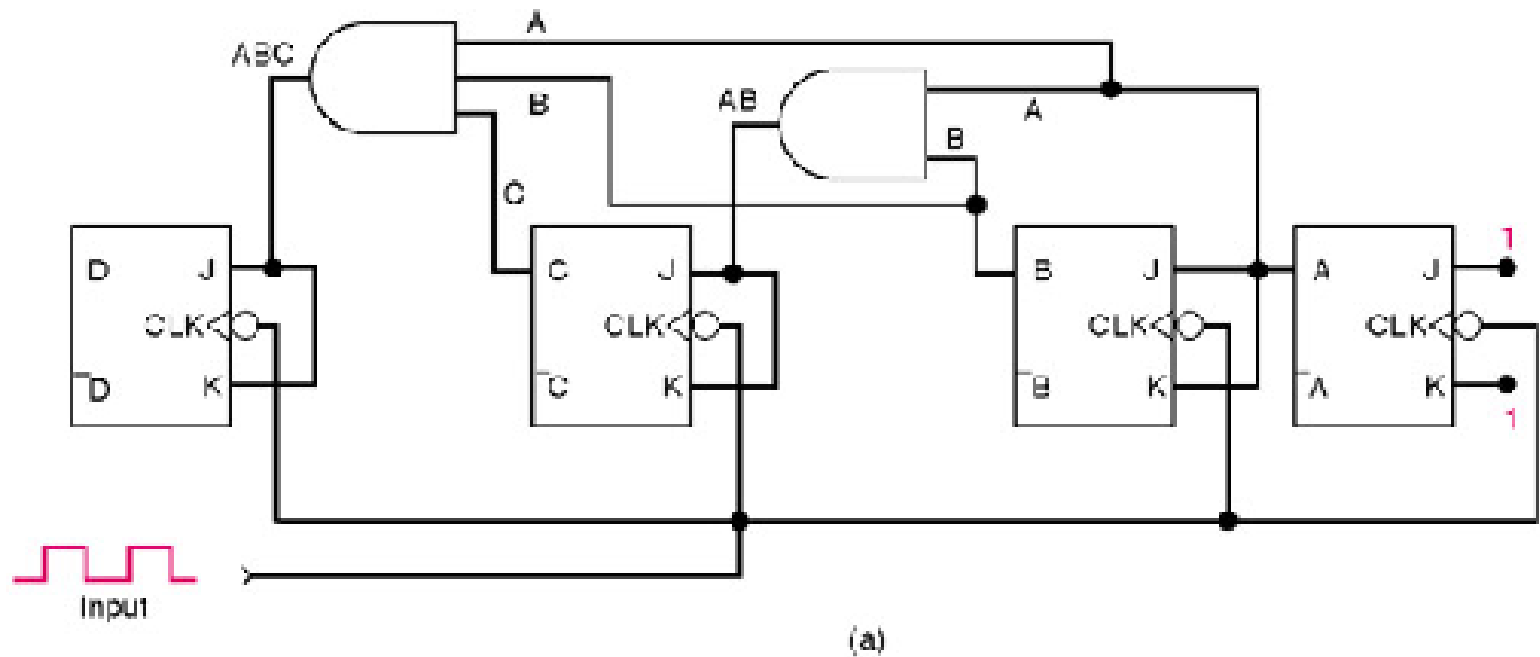 A
ABC
B
AB
A
B
C
D J
CLK
D̅ K
C J
CLK
C̅ K
B J
CLK
B̅ K
A J
CLK
A̅ K
1
1
Input
(a)